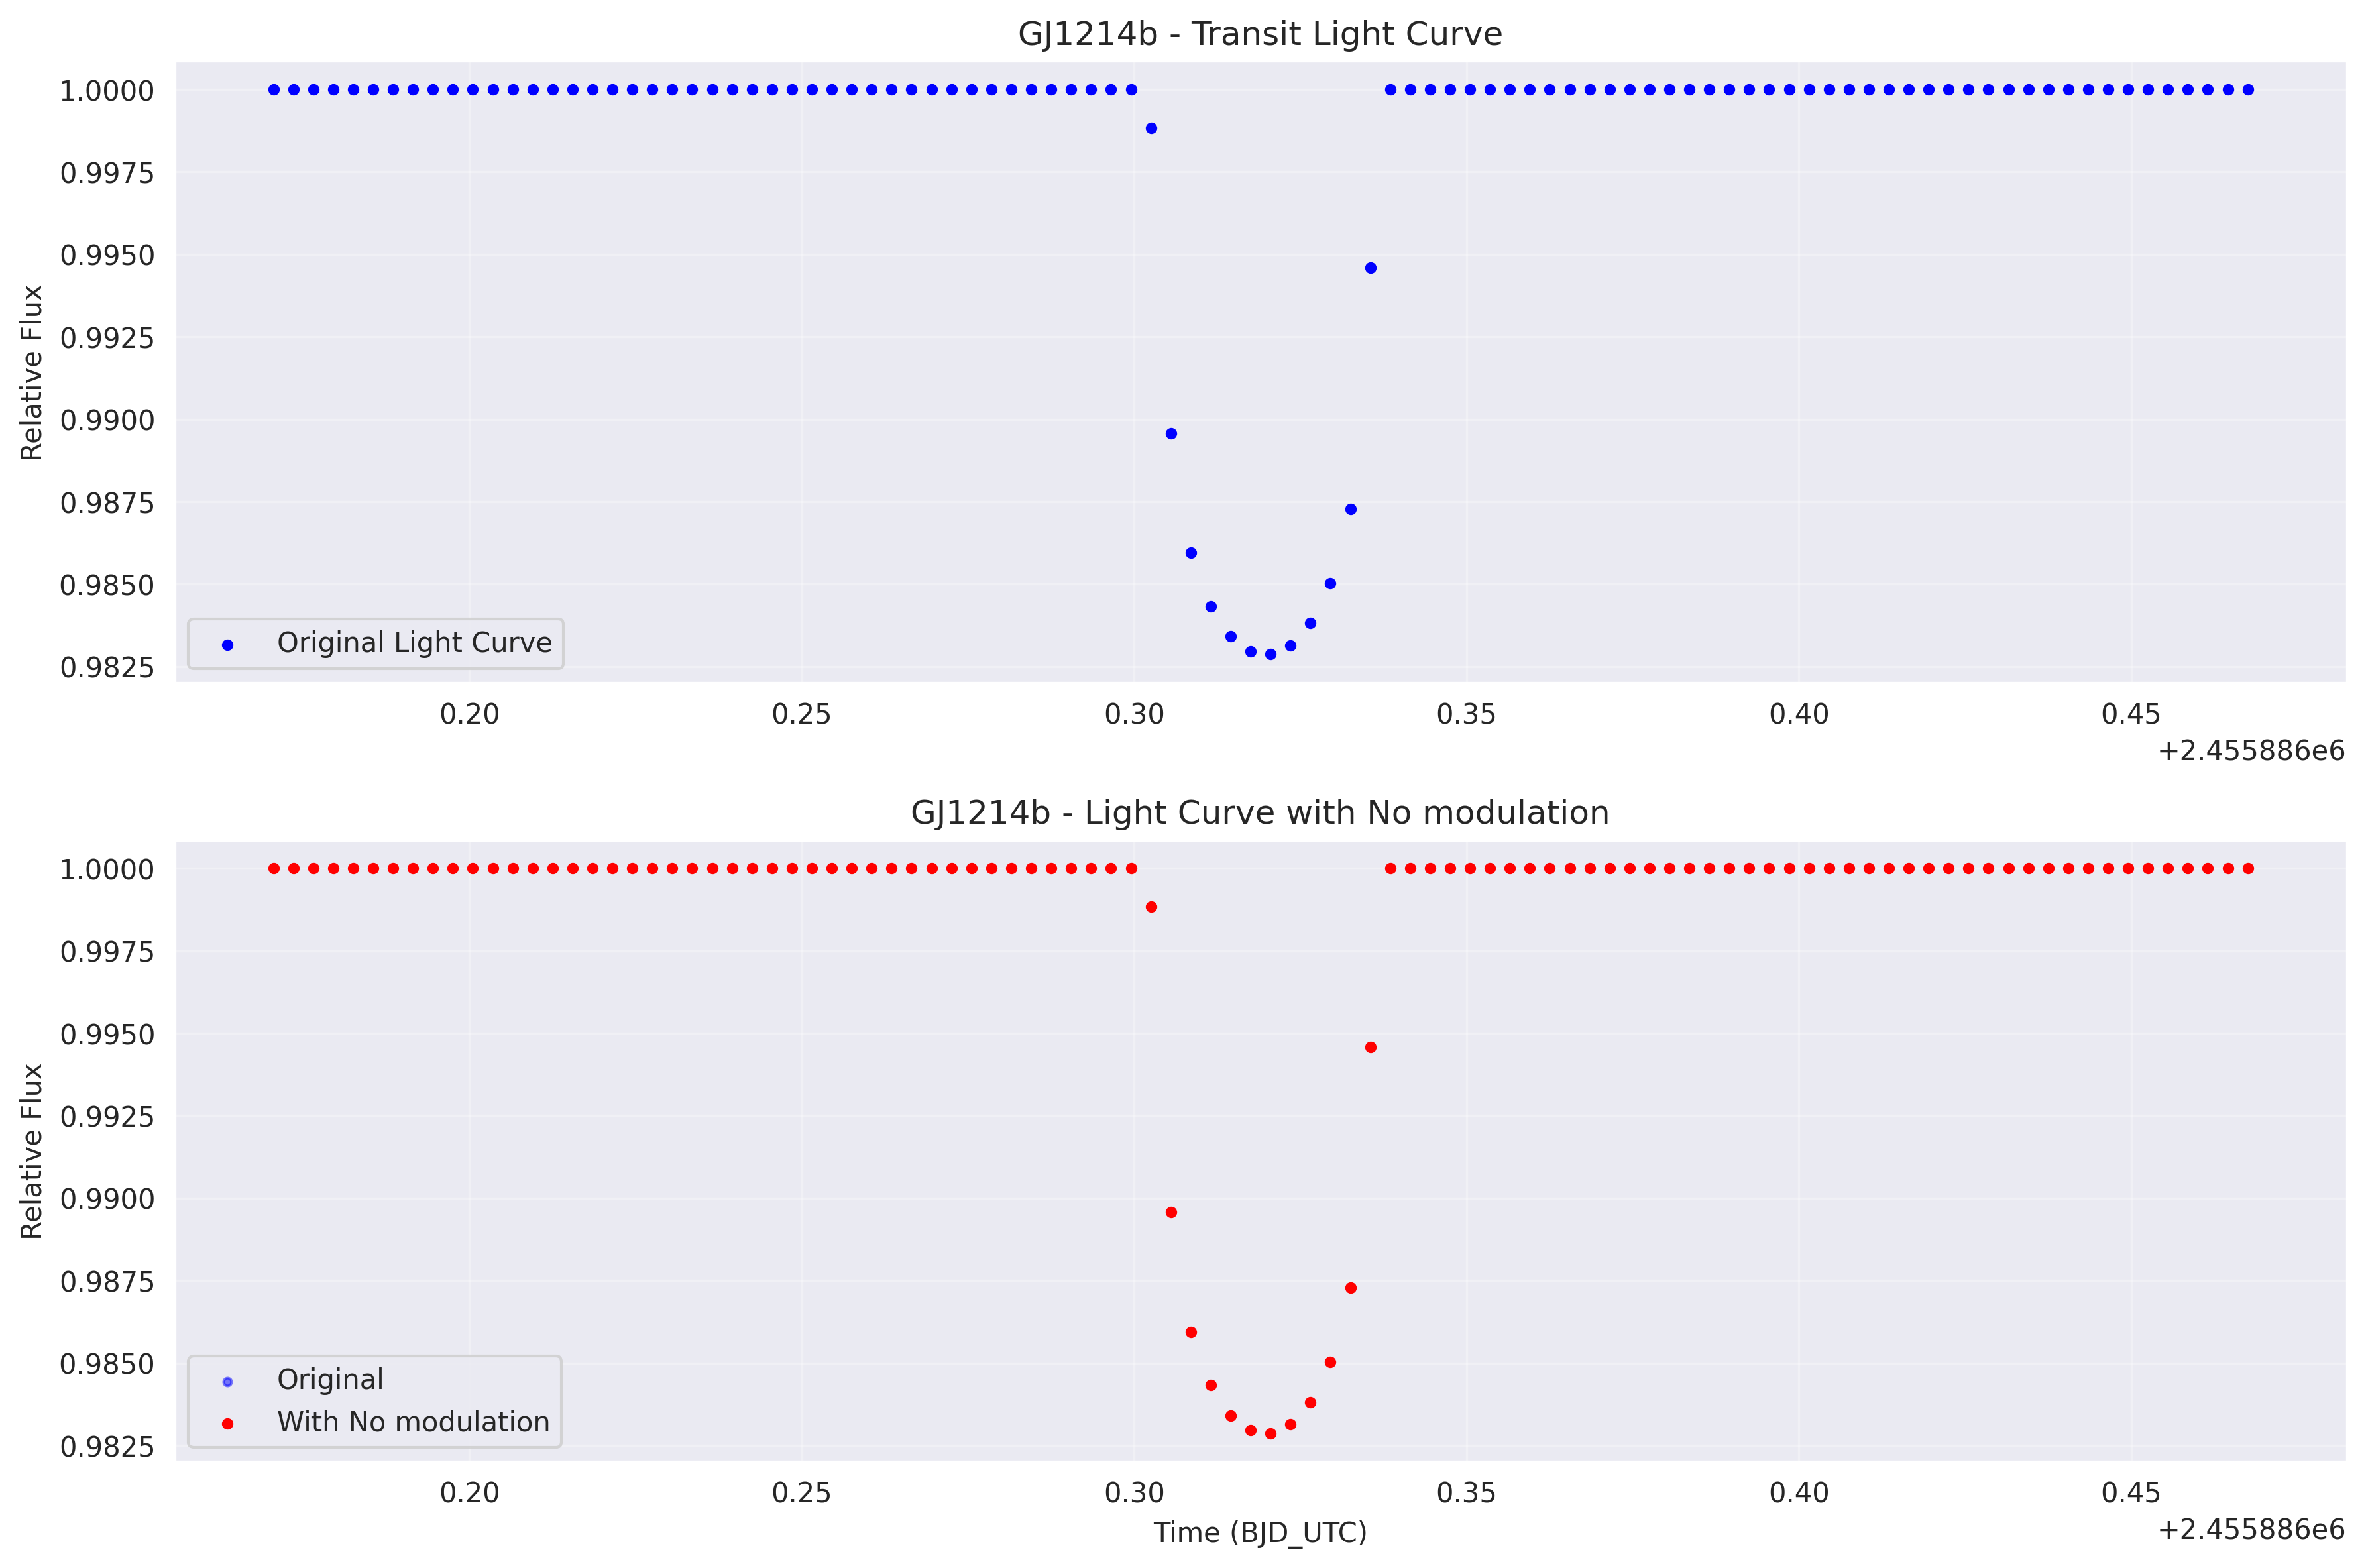 GJ1214b - Transit Light Curve
Relative Flux
1.0000
0.9975
0.9950
0.9925
0.9900
0.9875
0.9850
0.9825
Original Light Curve
0.20 0.25 0.30 0.35 0.40 0.45
+2.455886e6
GJ1214b - Light Curve with No modulation
Relative Flux
1.0000
0.9975
0.9950
0.9925
0.9900
0.9875
0.9850
0.9825
Original
With No modulation
0.20 0.25 0.30 0.35 0.40 0.45
Time (BJD_UTC)
+2.455886e6